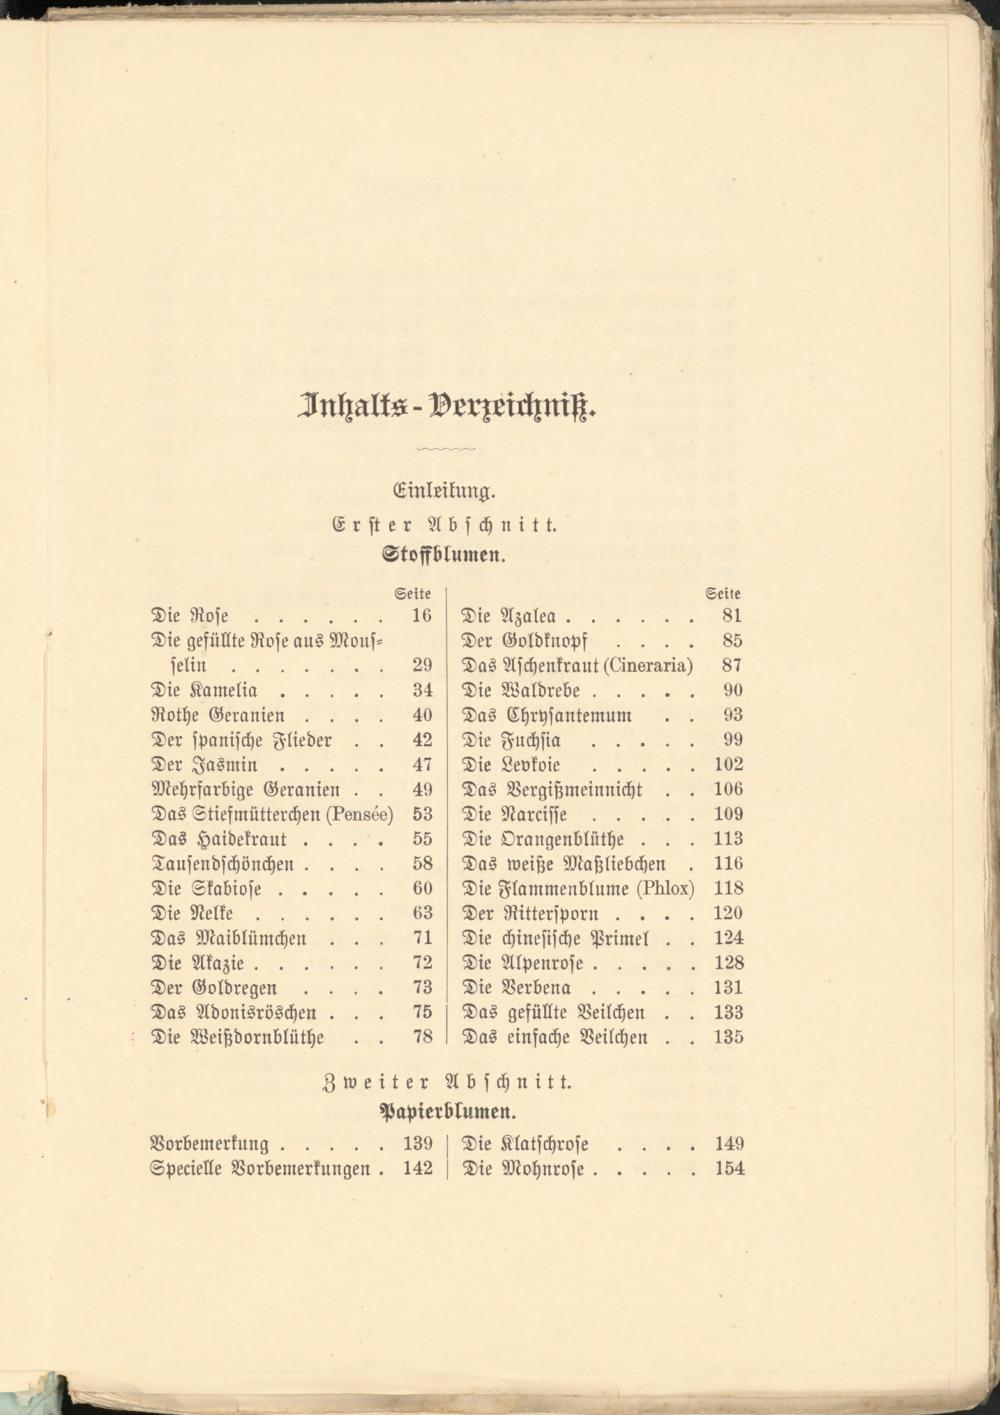 Inhalts-Verzeichniß.
Einleitung.
Erster Abschnitt.
Stoffblumen.
Seite
Die Rose . . . . . . 16
Die gefüllte Rose aus Mous-
selin . . . . . . . 29
Die Kamelia . . . . . 34
Rothe Geranien . . . . 40
Der spanische Flieder . . 42
Der Jasmin . . . . . 47
Mehrfarbige Geranien . . 49
Das Stiefmütterchen (Pensée) 53
Das Haidekraut . . . . 55
Tausendschönchen . . . . 58
Die Skabiose . . . . . 60
Die Nelke . . . . . . 63
Das Maiblümchen . . . 71
Die Akazie . . . . . . 72
Der Goldregen . . . . 73
Das Adonisröschen . . . 75
Die Weißdornblüthe . . 78
Seite
Die Azalea . . . . . . 81
Der Goldknopf . . . . 85
Das Aschenkraut (Cineraria) 87
Die Waldrebe . . . . . 90
Das Chrysantemum . . 93
Die Fuchsia . . . . . 99
Die Levkoie . . . . . 102
Das Vergißmeinnicht . . 106
Die Narcisse . . . . . 109
Die Orangenblüthe . . . 113
Das weiße Maßliebchen . 116
Die Flammenblume (Phlox) 118
Der Rittersporn . . . . 120
Die chinesische Primel . . 124
Die Alpenrose . . . . . 128
Die Verbena . . . . . 131
Das gefüllte Veilchen . . 133
Das einfache Veilchen . . 135
Zweiter Abschnitt.
Papierblumen.
Vorbemerkung . . . . . 139
Specielle Vorbemerkungen . 142
Die Klatschrose . . . . 149
Die Mohnrose . . . . . 154